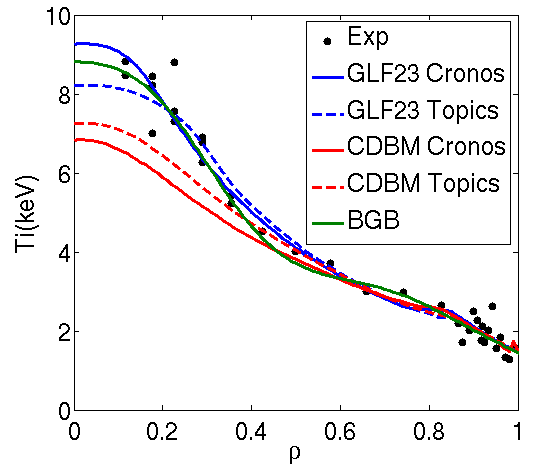 10
8
6
4
2
0
Ti(keV)
Exp
GLF23 Cronos
GLF23 Topics
CDBM Cronos
CDBM Topics
BGB
0 0.2 0.4 0.6 0.8 1
ρ